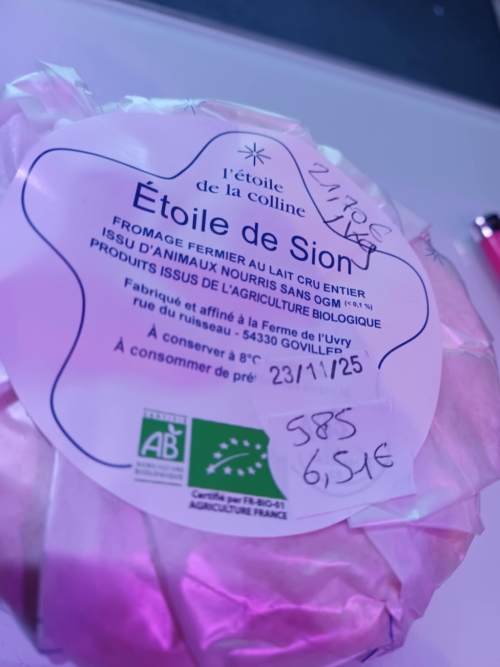 l'étoile
de la colline
21,70€
Étoile de Sion
FROMAGE FERMIER AU LAIT CRU ENTIER
ISSU D'ANIMAUX NOURRIS SANS OGM (< 0,1 %)
PRODUITS ISSUS DE L'AGRICULTURE BIOLOGIQUE
Fabriqué et affiné à la Ferme de l'Uvry
rue du ruisseau - 54330 GOVILLER
À conserver à 8°C
À consommer de pré 23/11/25
585
6,51€
AB
AGRICULTURE
BIOLOGIQUE
Certifié par FR-BIO-01
AGRICULTURE FRANCE